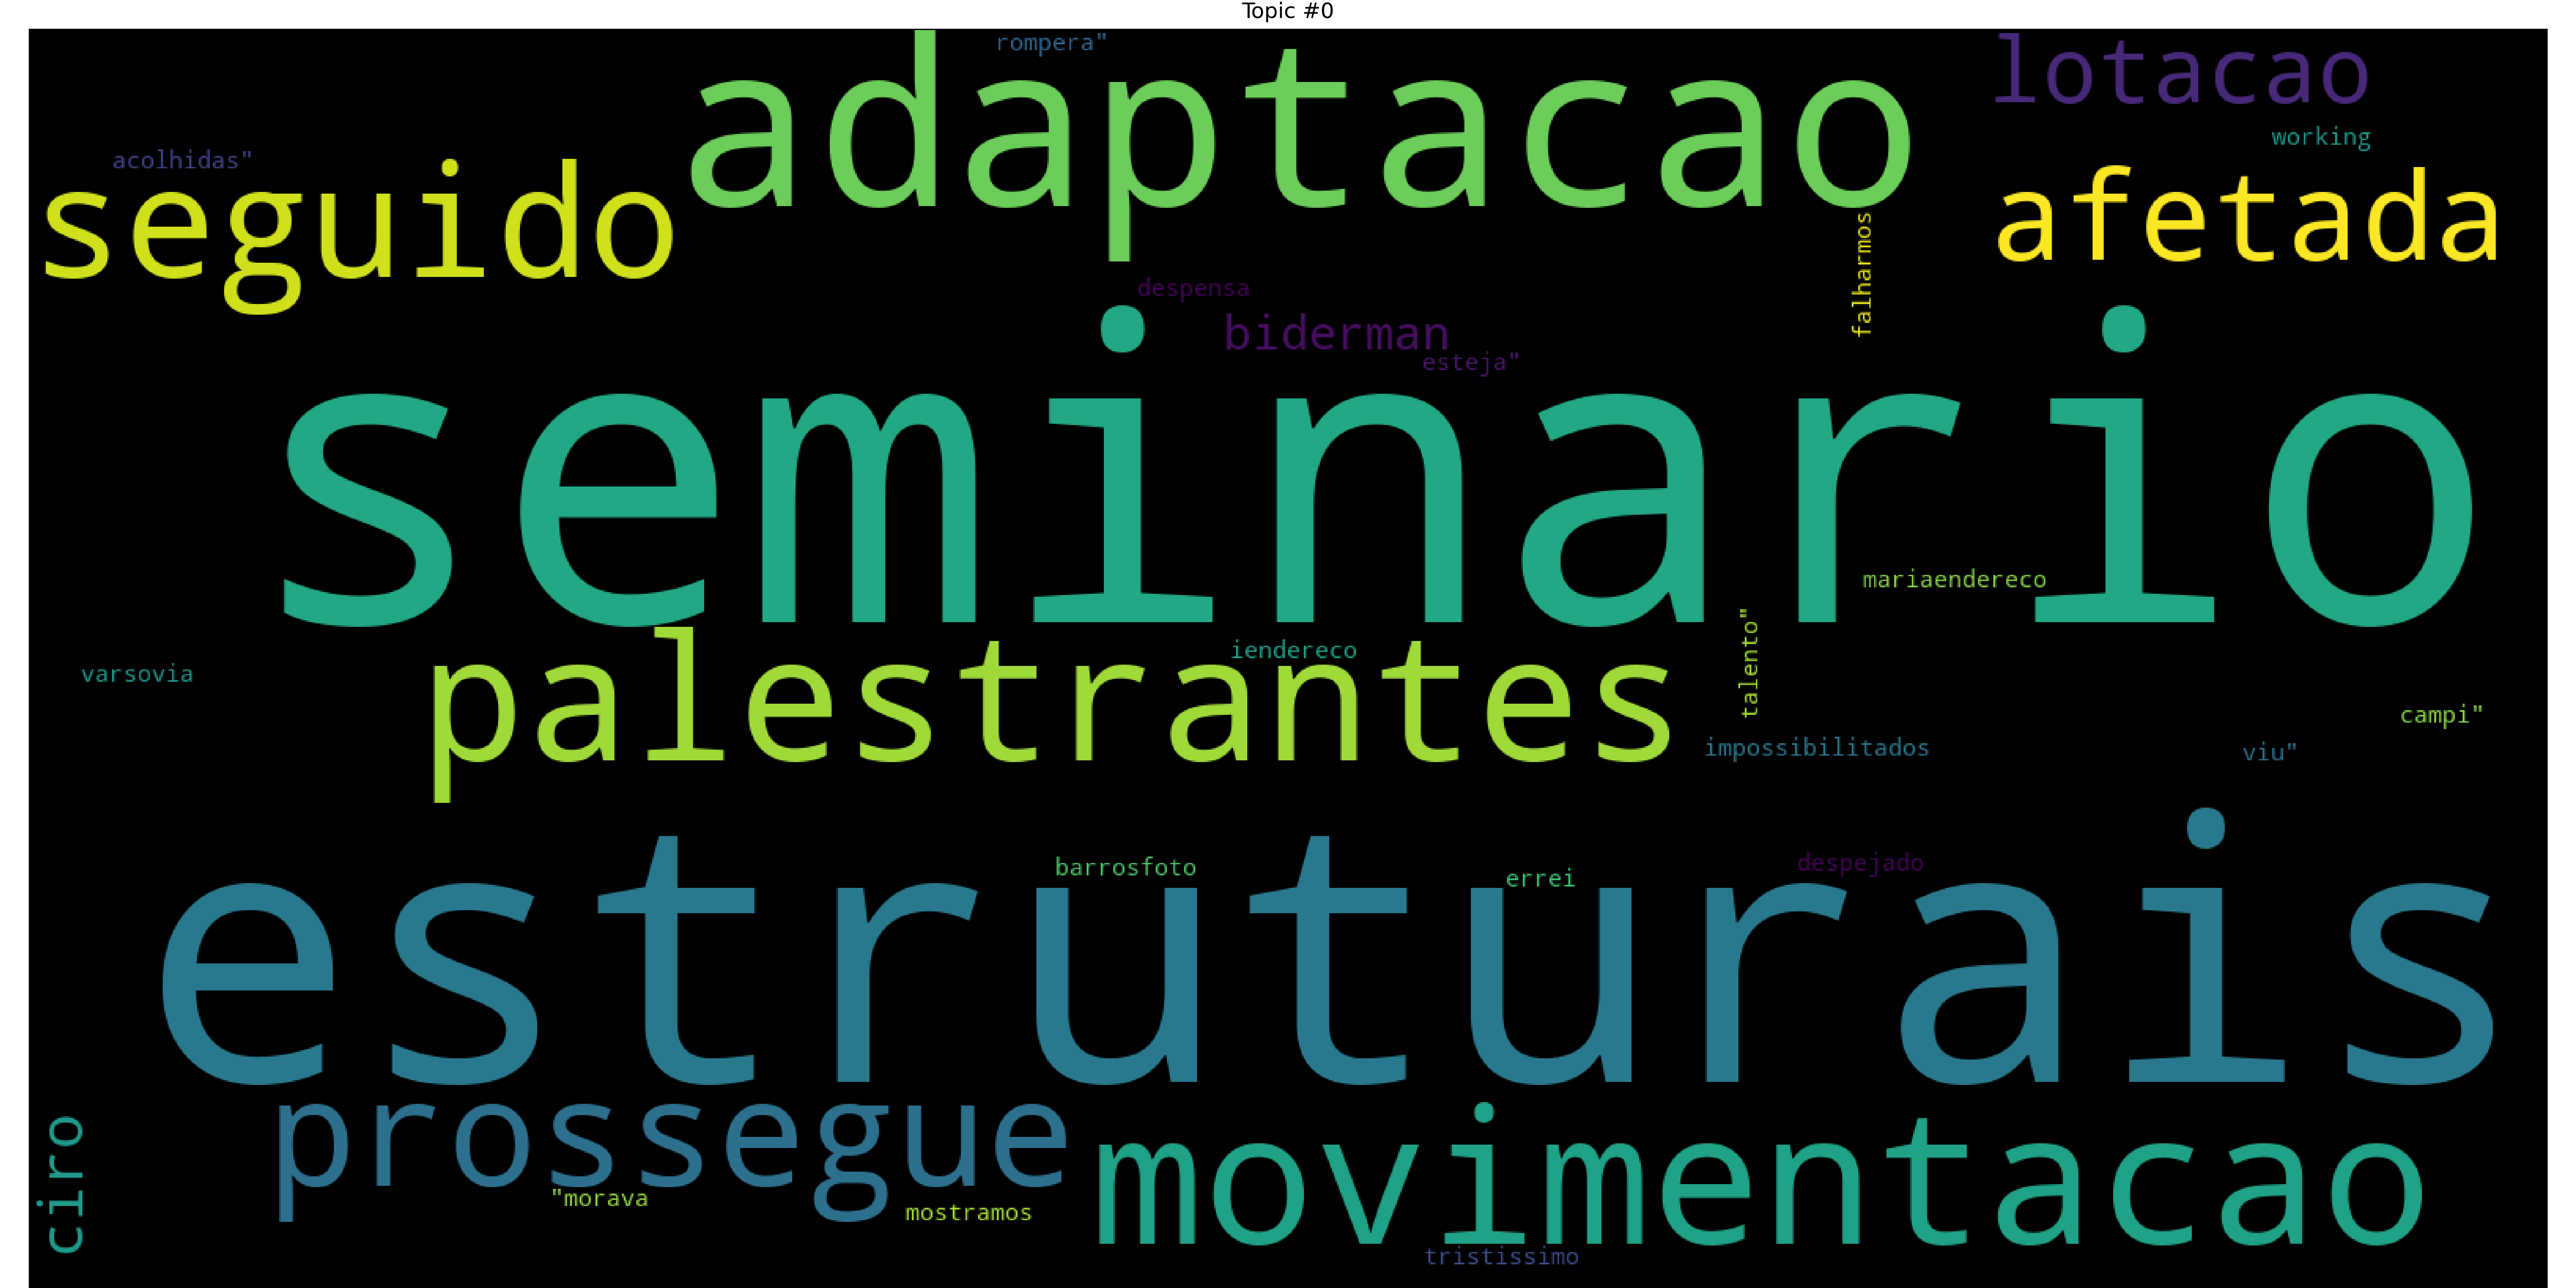 Topic #0
rompera"
adaptacao
lotacao
working
acolhidas"
seguido
afetada
falharmos
despensa
biderman
esteja"
seminario
mariaendereco
iendereco
talento"
varsovia
palestrantes
campi"
impossibilitados
viu"
barrosfoto
errei
despejado
estruturais
ciro
prossegue
movimentacao
"morava
mostramos
tristissimo